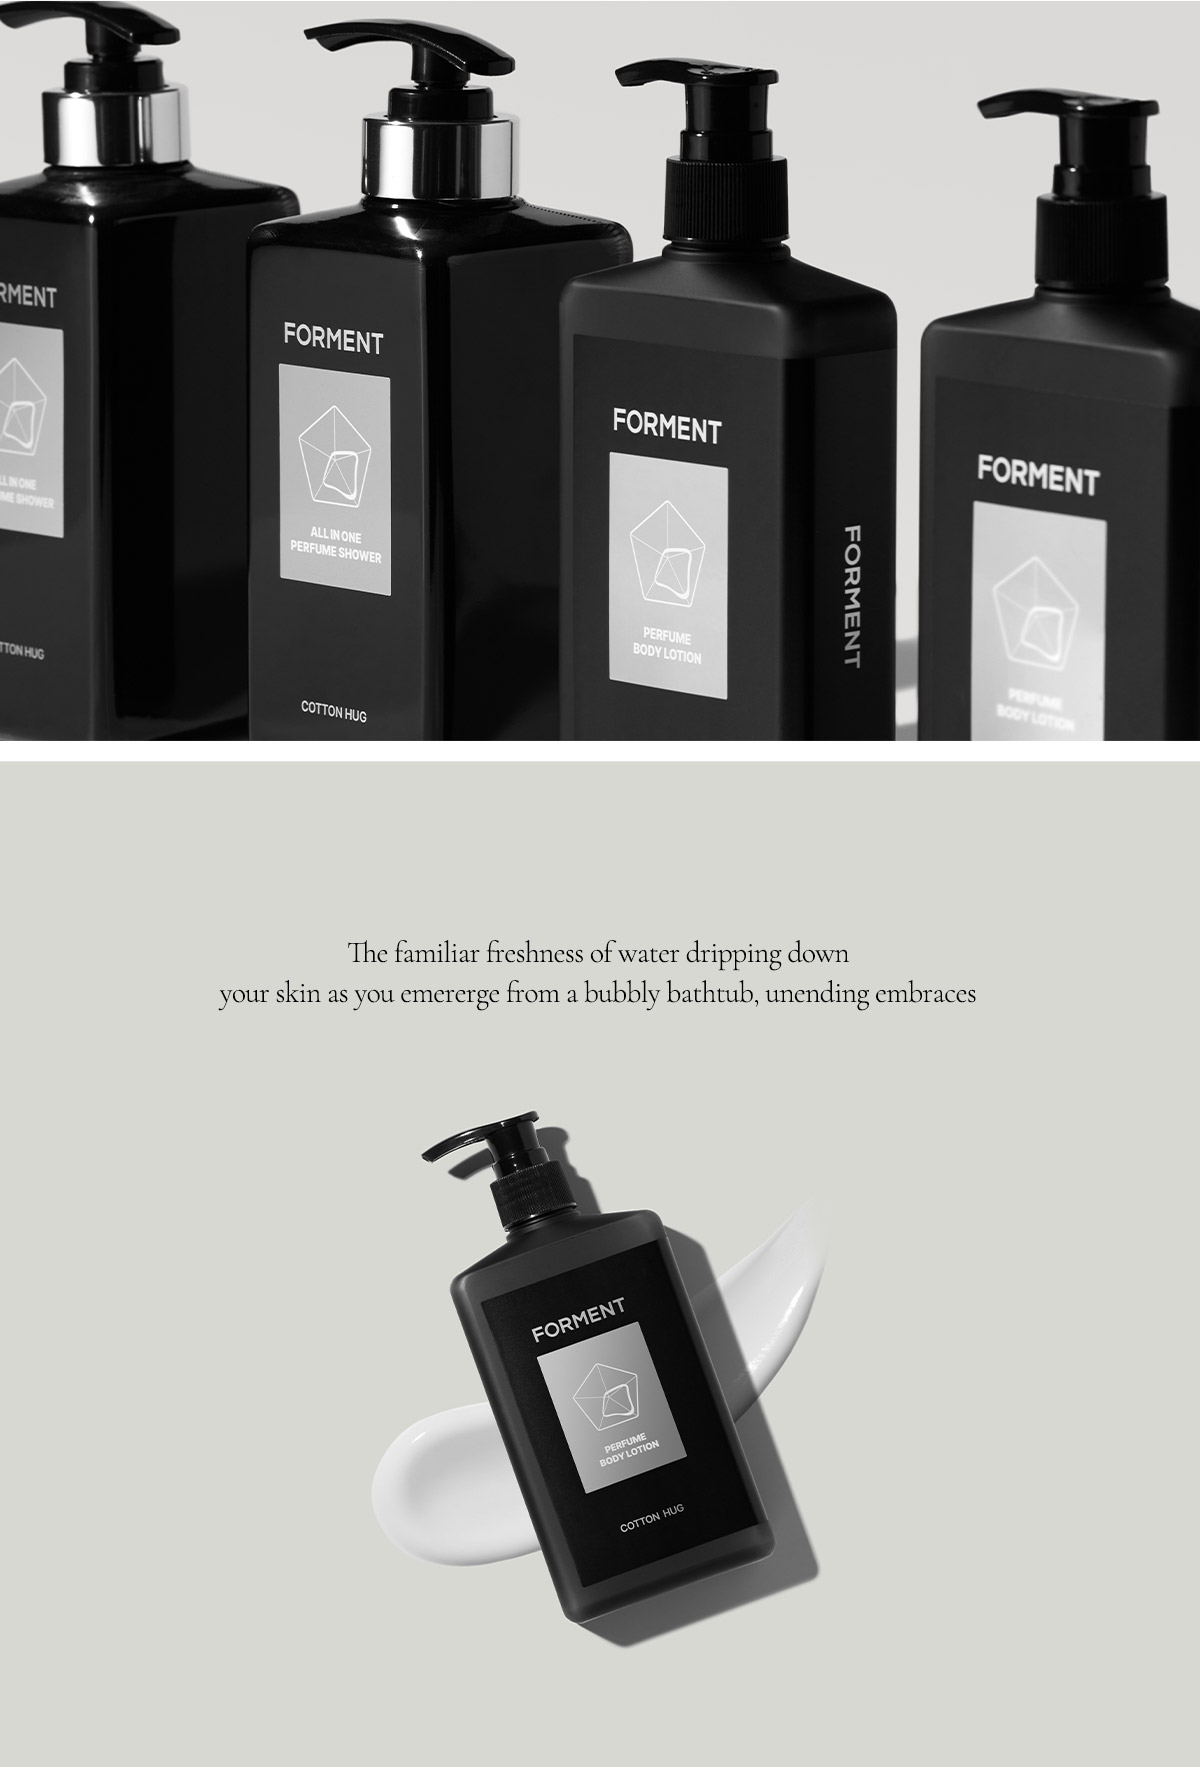 RMENT
LL IN ONE
UME SHOWER
TTON HUG
FORMENT
ALL IN ONE
PERFUME SHOWER
COTTON HUG
FORMENT
PERFUME
BODY LOTION
FORMENT
FORMENT
PERFUME
BODY LOTION
The familiar freshness of water dripping down
your skin as you emererge from a bubbly bathtub, unending embraces
FORMENT
PERFUME
BODY LOTION
COTTON HUG